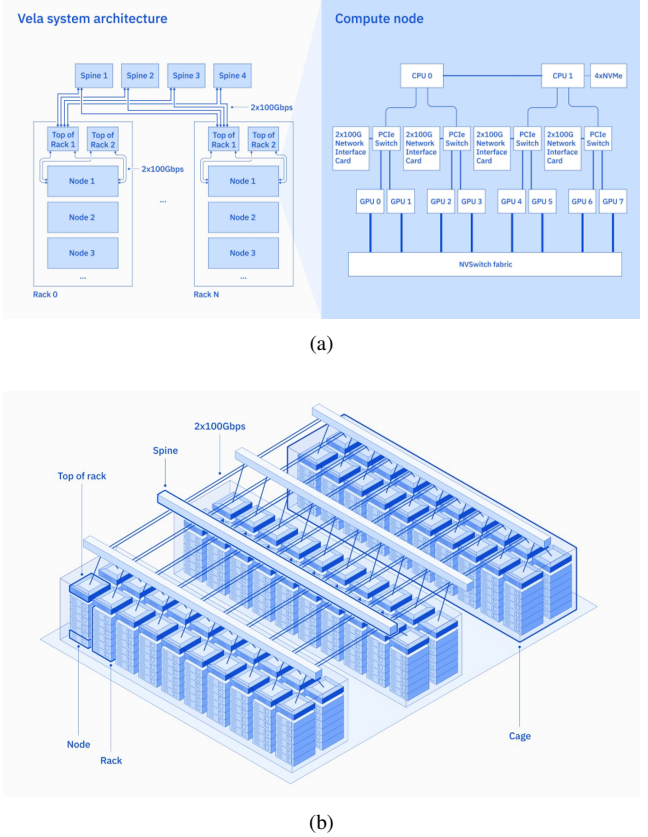 Vela system architecture
Spine 1
Spine 2
Spine 3
Spine 4
2x100Gbps
Top of
Rack 1
Top of
Rack 2
Top of
Rack 1
Top of
Rack 2
2x100Gbps
Node 1
Node 1
...
Node 2
Node 2
Node 3
Node 3
...
...
Rack 0
Rack N
Compute node
CPU 0
CPU 1
4xNVMe
2x100G
Network
Interface
Card
PCIe
Switch
2x100G
Network
Interface
Card
PCIe
Switch
2x100G
Network
Interface
Card
PCIe
Switch
2x100G
Network
Interface
Card
PCIe
Switch
GPU 0
GPU 1
GPU 2
GPU 3
GPU 4
GPU 5
GPU 6
GPU 7
NVSwitch fabric
(a)
2x100Gbps
Spine
Top of rack
Node
Rack
Cage
(b)